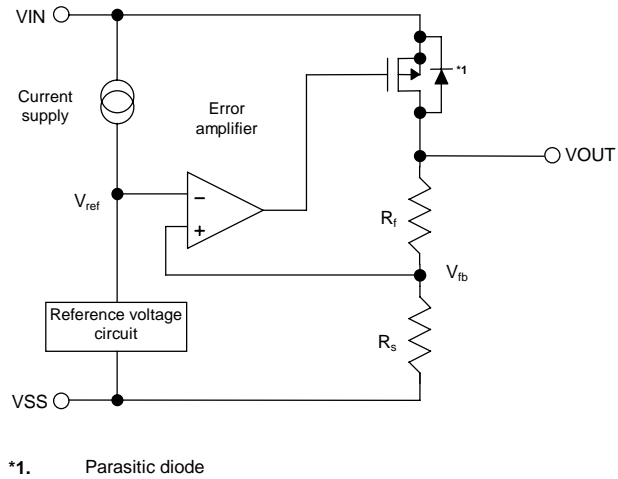 VIN
*1
Current
supply
Error
amplifier
VOUT
Vref
−
+
Rf
Vfb
Reference voltage
circuit
Rs
VSS
*1. Parasitic diode